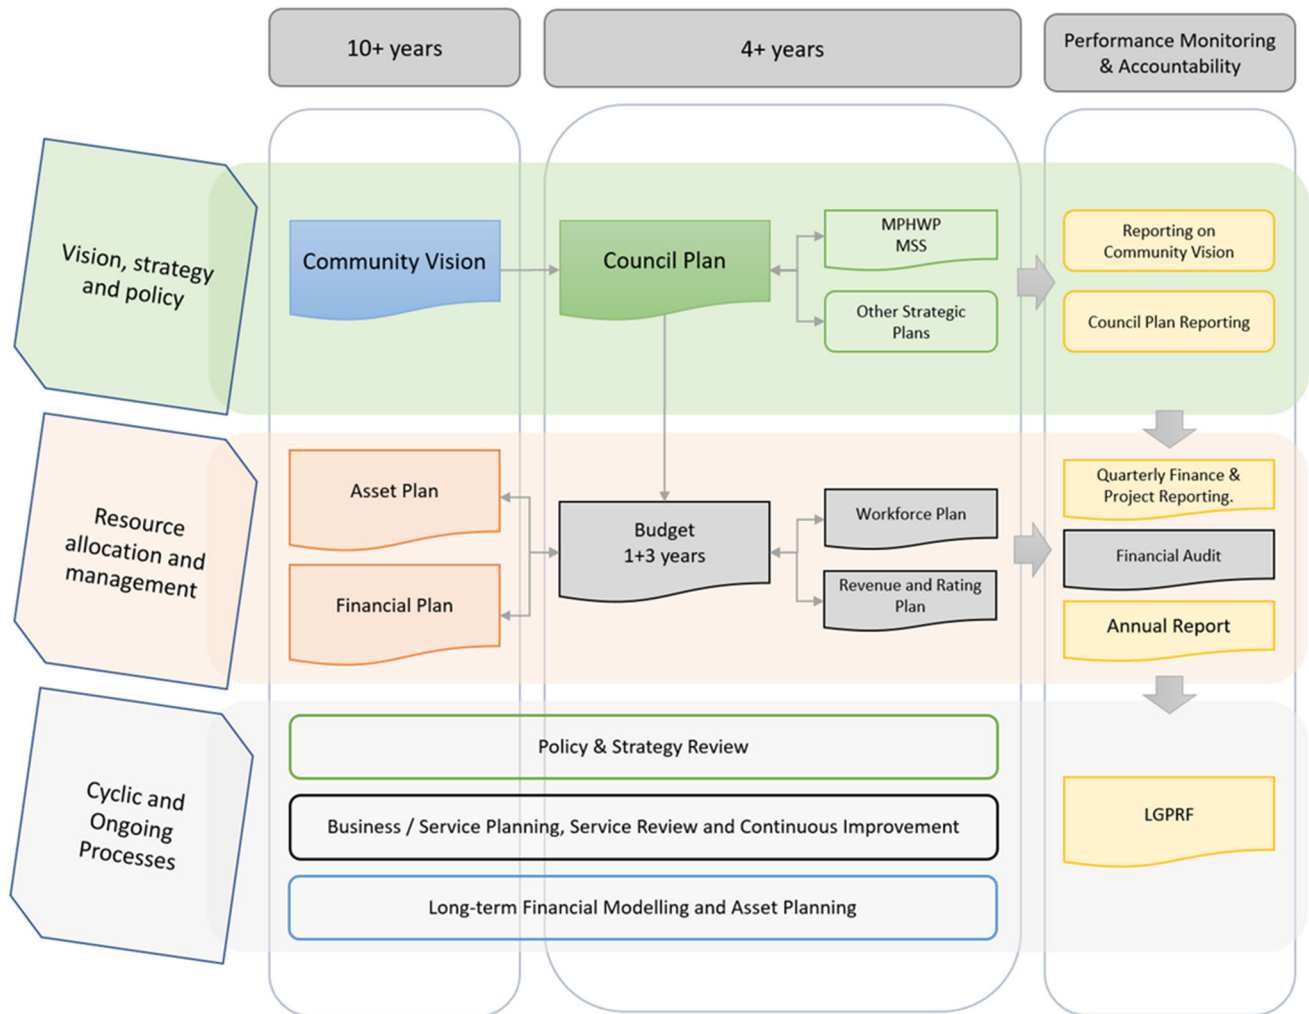 10+ years
4+ years
Performance Monitoring
& Accountability
Vision, strategy
and policy
Community Vision
Council Plan
MPHWP
MSS
Other Strategic
Plans
Reporting on
Community Vision
Council Plan Reporting
Resource
allocation and
management
Asset Plan
Financial Plan
Budget
1+3 years
Workforce Plan
Revenue and Rating
Plan
Quarterly Finance &
Project Reporting.
Financial Audit
Annual Report
Cyclic and
Ongoing
Processes
Policy & Strategy Review
Business / Service Planning, Service Review and Continuous Improvement
Long-term Financial Modelling and Asset Planning
LGPRF